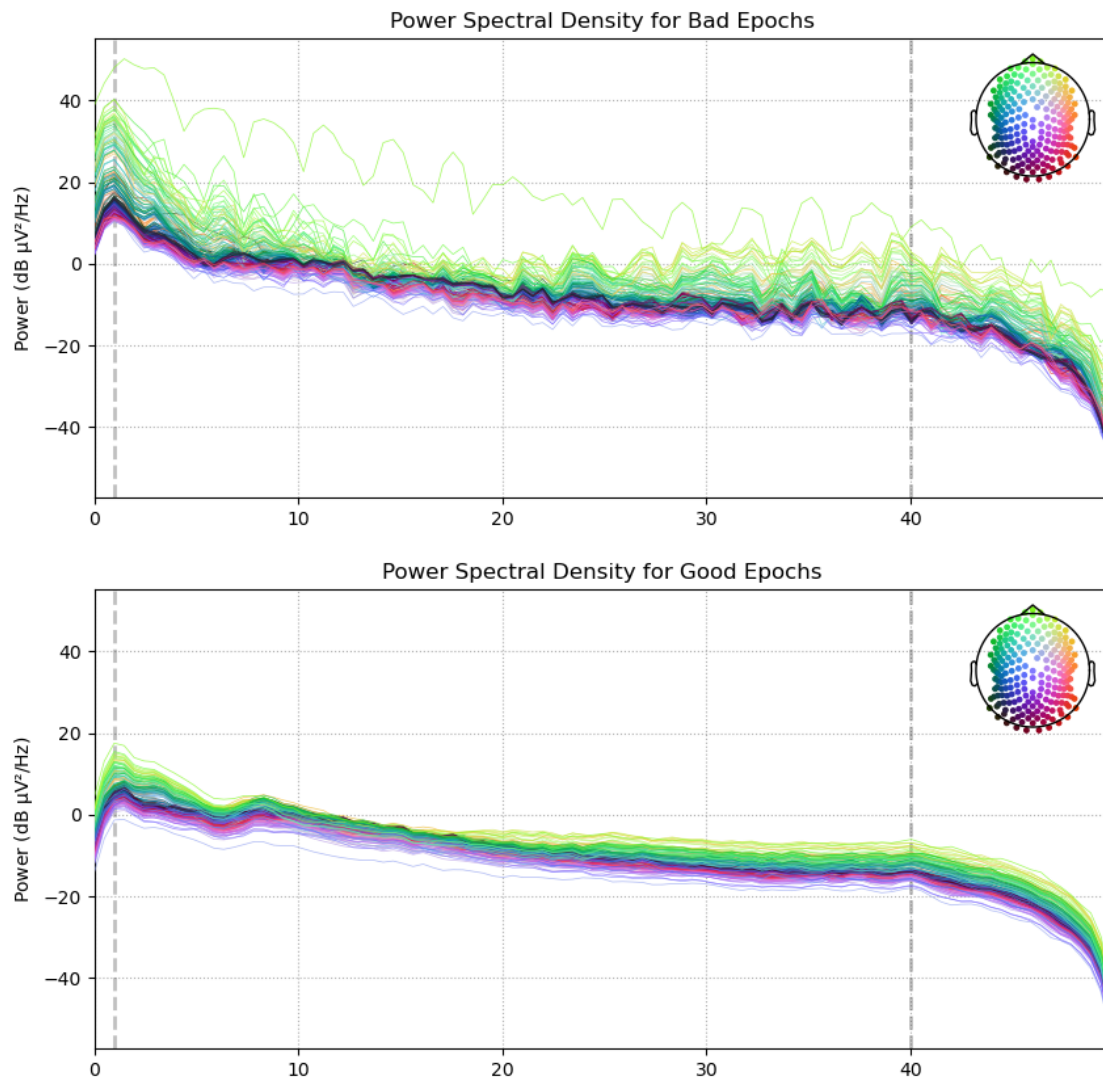 Power Spectral Density for Bad Epochs
40
20
0
−20
−40
Power (dB µV²/Hz)
0 10 20 30 40
Power Spectral Density for Good Epochs
40
20
0
−20
−40
Power (dB µV²/Hz)
0 10 20 30 40